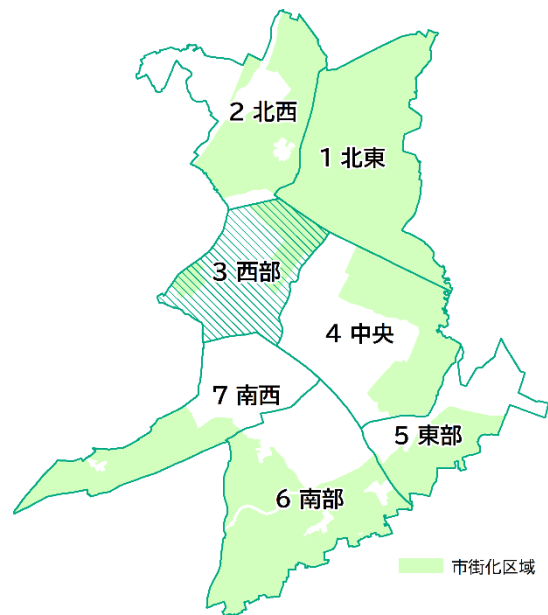 2 北西
1 北東
3 西部
4 中央
7 南西
5 東部
6 南部
市街化区域